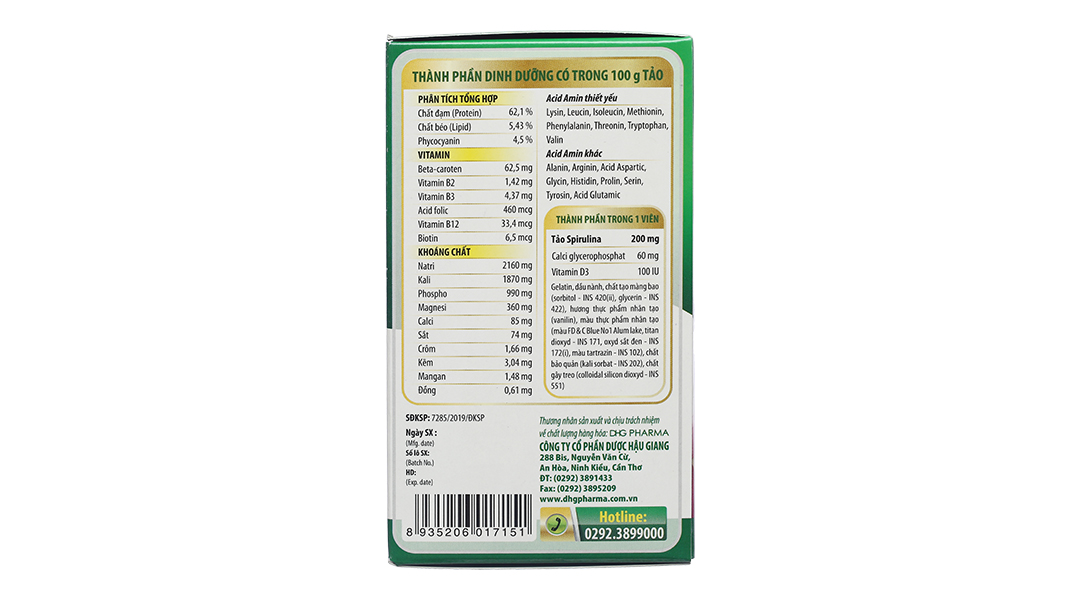 THÀNH PHẦN DINH DƯỠNG CÓ TRONG 100 g TẢO
PHÂN TÍCH TỔNG HỢP
Chất đạm (Protein) 62,1 %
Chất béo (Lipid) 5,43 %
Phycocyanin 4,5 %
VITAMIN
Beta-caroten 62,5 mg
Vitamin B2 1,42 mg
Vitamin B3 4,37 mg
Acid folic 460 mcg
Vitamin B12 33,4 mcg
Biotin 6,5 mcg
KHOÁNG CHẤT
Natri 2160 mg
Kali 1870 mg
Phospho 990 mg
Magnesi 360 mg
Calci 85 mg
Sắt 74 mg
Crôm 1,66 mg
Kẽm 3,04 mg
Mangan 1,48 mg
Đồng 0,61 mg
Acid Amin thiết yếu
Lysin, Leucin, Isoleucin, Methionin,
Phenylalanin, Threonin, Tryptophan,
Valin
Acid Amin khác
Alanin, Arginin, Acid Aspartic,
Glycin, Histidin, Prolin, Serin,
Tyrosin, Acid Glutamic
THÀNH PHẦN TRONG 1 VIÊN
Tảo Spirulina 200 mg
Calci glycerophosphat 60 mg
Vitamin D3 100 IU
Gelatin, dầu nành, chất tạo màng bao
(sorbitol - INS 420(ii), glycerin - INS
422), hương thực phẩm nhân tạo
(vanilin), màu thực phẩm nhân tạo
(màu FD & C Blue No1 Alum lake, titan
dioxyd - INS 171, oxyd sắt đen - INS
172(i), màu tartrazin - INS 102), chất
bảo quản (kali sorbat - INS 202), chất
gây treo (colloidal silicon dioxyd - INS
551)
SĐKSP: 7285/2019/ĐKSP
Ngày SX :
(Mfg. date)
Số lô SX:
(Batch No.)
HD:
(Exp. date)
8 935206 017151
Thương nhân sản xuất và chịu trách nhiệm
về chất lượng hàng hóa: DHG PHARMA
CÔNG TY CỔ PHẦN DƯỢC HẬU GIANG
288 Bis, Nguyễn Văn Cừ,
An Hòa, Ninh Kiều, Cần Thơ
ĐT: (0292) 3891433
Fax: (0292) 3895209
www.dhgpharma.com.vn
Hotline:
0292.3899000